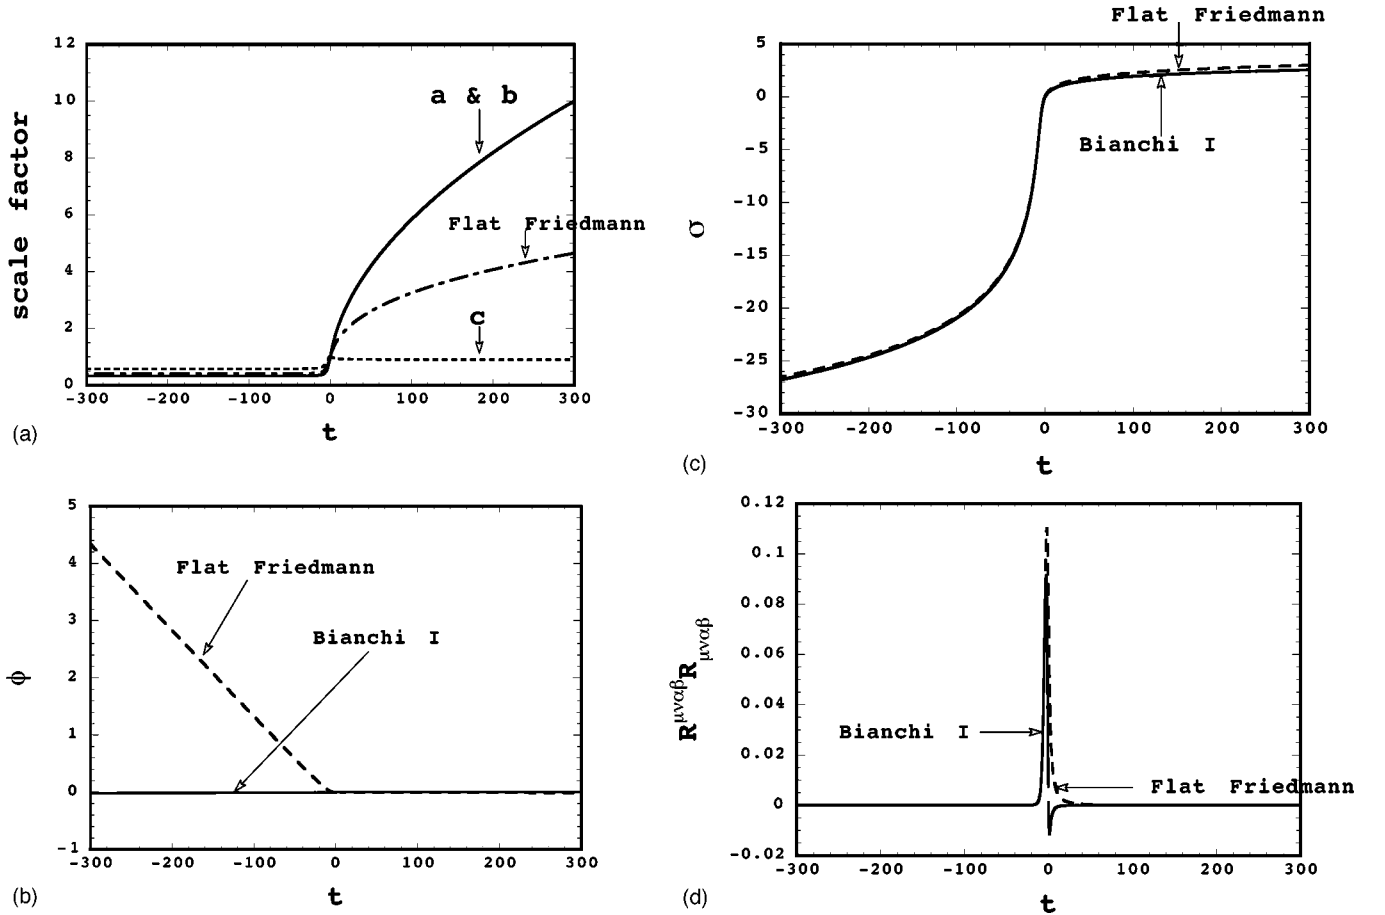 12
10
8
6
4
2
0
scale factor
a & b
Flat Friedmann
c
-300 -200 -100 0 100 200 300
t
(a)
Flat Friedmann
5
0
-5
-10
-15
-20
-25
-30
σ
Bianchi I
-300 -200 -100 0 100 200 300
t
(c)
5
4
3
2
1
0
-1
ϕ
Flat Friedmann
Bianchi I
-300 -200 -100 0 100 200 300
t
(b)
0.12
0.1
0.08
0.06
0.04
0.02
0
-0.02
R^{μναβ}R_{μναβ}
Bianchi I
Flat Friedmann
-300 -200 -100 0 100 200 300
t
(d)